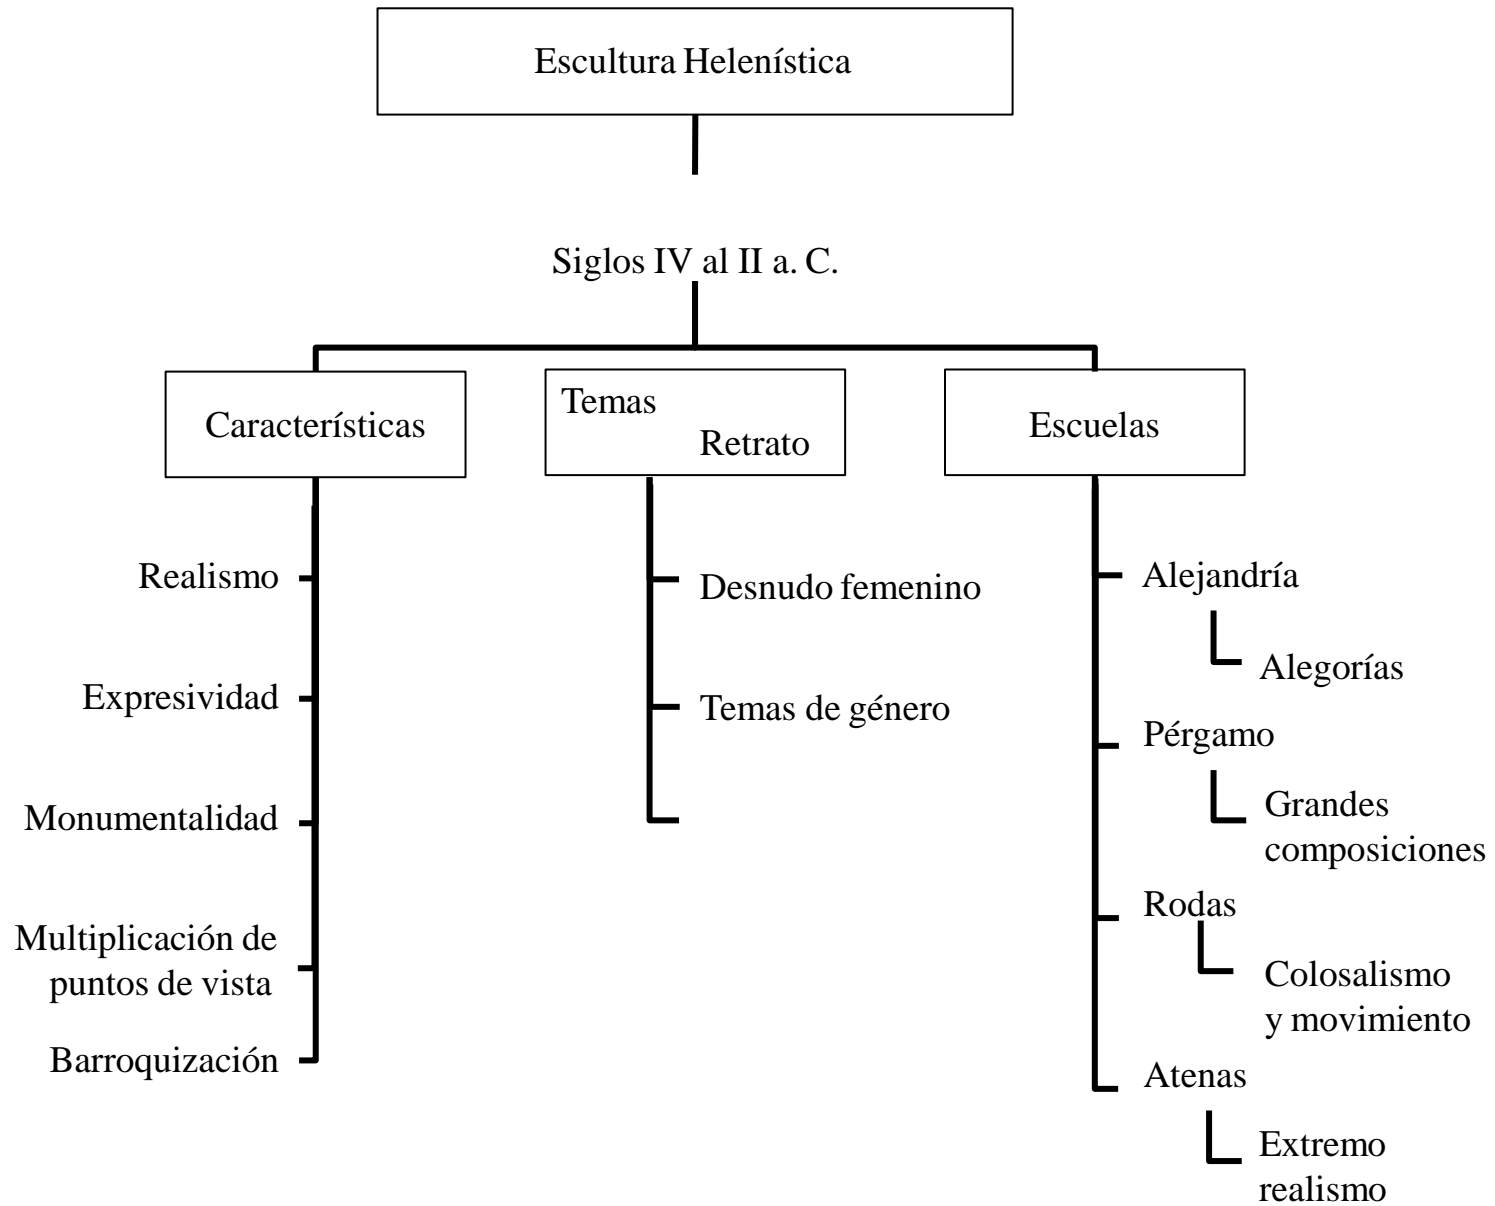 Escultura Helenística
Siglos IV al II a. C.
Características
Realismo
Expresividad
Monumentalidad
Multiplicación de
puntos de vista
Barroquización
Temas
Retrato
Desnudo femenino
Temas de género
Escuelas
Alejandría
Alegorías
Pérgamo
Grandes
composiciones
Rodas
Colosalismo
y movimiento
Atenas
Extremo
realismo